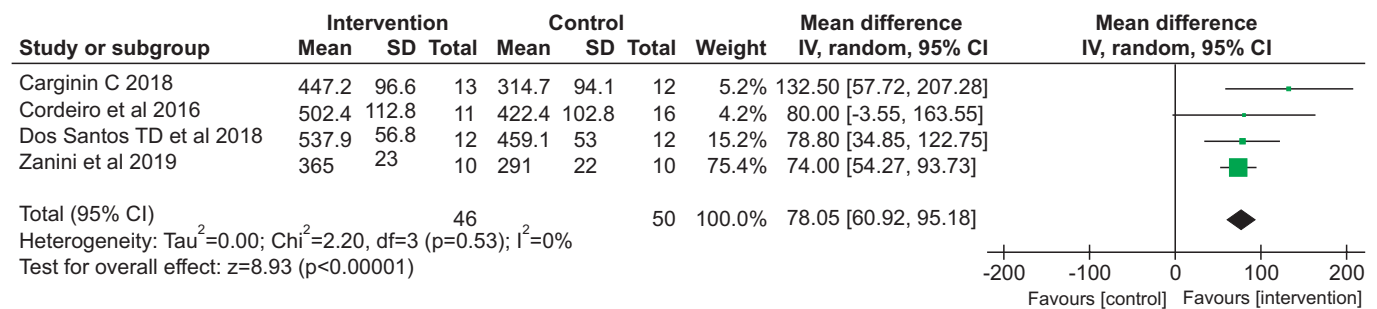 Intervention Control Mean difference Mean difference
Study or subgroup Mean SD Total Mean SD Total Weight IV, random, 95% CI IV, random, 95% CI
Carginin C 2018 447.2 96.6 13 314.7 94.1 12 5.2% 132.50 [57.72, 207.28]
Cordeiro et al 2016 502.4 112.8 11 422.4 102.8 16 4.2% 80.00 [-3.55, 163.55]
Dos Santos TD et al 2018 537.9 56.8 12 459.1 53 12 15.2% 78.80 [34.85, 122.75]
Zanini et al 2019 365 23 10 291 22 10 75.4% 74.00 [54.27, 93.73]
Total (95% CI) 46 50 100.0% 78.05 [60.92, 95.18]
Heterogeneity: Tau²=0.00; Chi²=2.20, df=3 (p=0.53); I²=0%
Test for overall effect: z=8.93 (p<0.00001)
-200 -100 0 100 200
Favours [control] Favours [intervention]